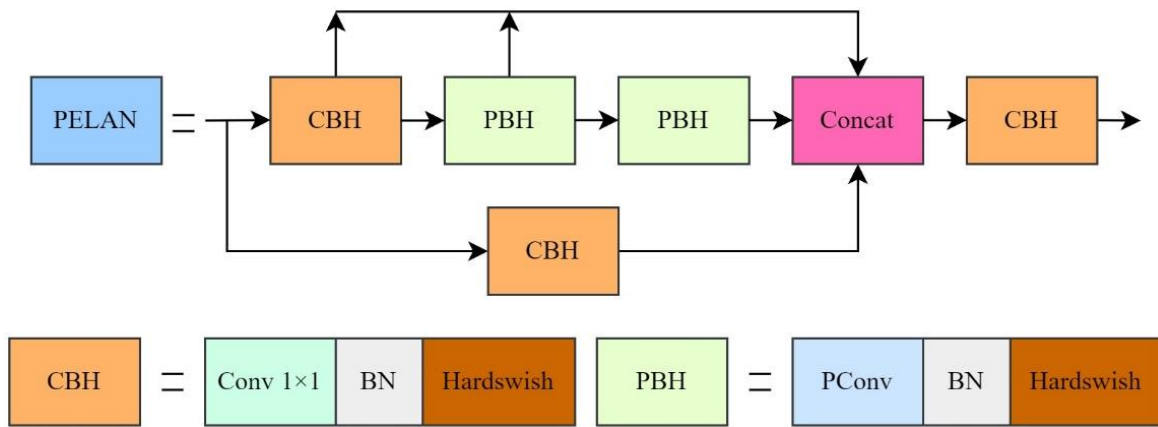 PELAN = CBH PBH PBH Concat CBH
CBH
CBH = Conv 1×1 BN Hardswish PBH = PConv BN Hardswish